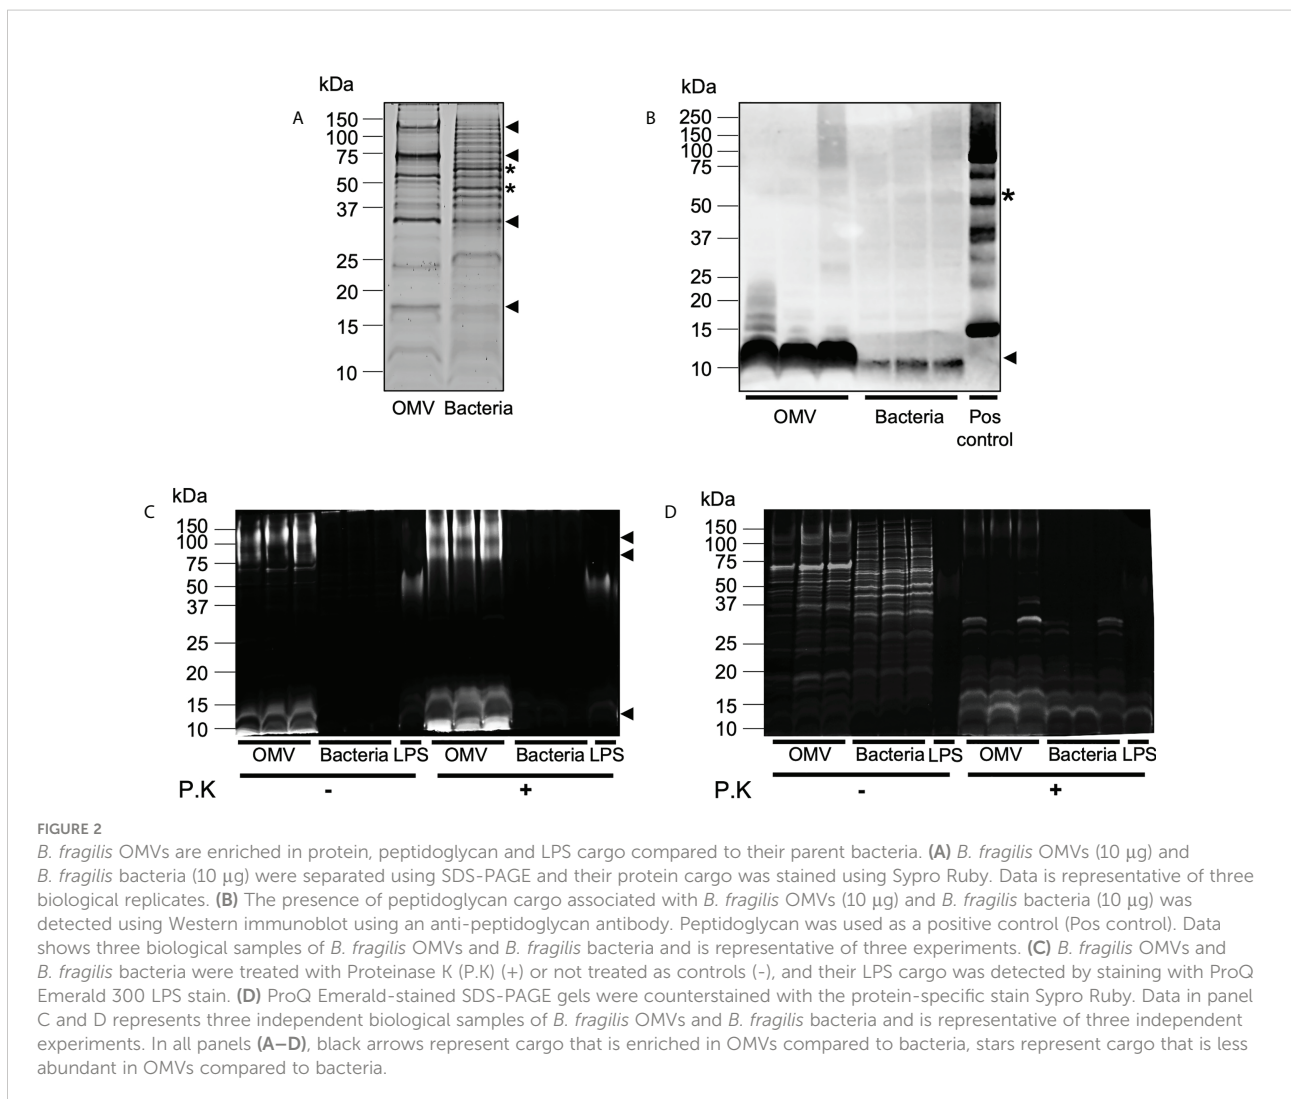 kDa
A
150
100
75
50
37
25
20
15
10
*
*
OMV Bacteria
kDa
B
250
150
100
75
50
37
25
20
15
10
*
OMV
Bacteria
Pos
control
kDa
C
150
100
75
50
37
25
20
15
10
OMV Bacteria LPS OMV Bacteria LPS
P.K - +
D
kDa
150
100
75
50
37
25
20
15
10
OMV Bacteria LPS OMV Bacteria LPS
P.K - +
FIGURE 2
B. fragilis OMVs are enriched in protein, peptidoglycan and LPS cargo compared to their parent bacteria. (A) B. fragilis OMVs (10 µg) and
B. fragilis bacteria (10 µg) were separated using SDS-PAGE and their protein cargo was stained using Sypro Ruby. Data is representative of three
biological replicates. (B) The presence of peptidoglycan cargo associated with B. fragilis OMVs (10 µg) and B. fragilis bacteria (10 µg) was
detected using Western immunoblot using an anti-peptidoglycan antibody. Peptidoglycan was used as a positive control (Pos control). Data
shows three biological samples of B. fragilis OMVs and B. fragilis bacteria and is representative of three experiments. (C) B. fragilis OMVs and
B. fragilis bacteria were treated with Proteinase K (P.K) (+) or not treated as controls (-), and their LPS cargo was detected by staining with ProQ
Emerald 300 LPS stain. (D) ProQ Emerald-stained SDS-PAGE gels were counterstained with the protein-specific stain Sypro Ruby. Data in panel
C and D represents three independent biological samples of B. fragilis OMVs and B. fragilis bacteria and is representative of three independent
experiments. In all panels (A–D), black arrows represent cargo that is enriched in OMVs compared to bacteria, stars represent cargo that is less
abundant in OMVs compared to bacteria.